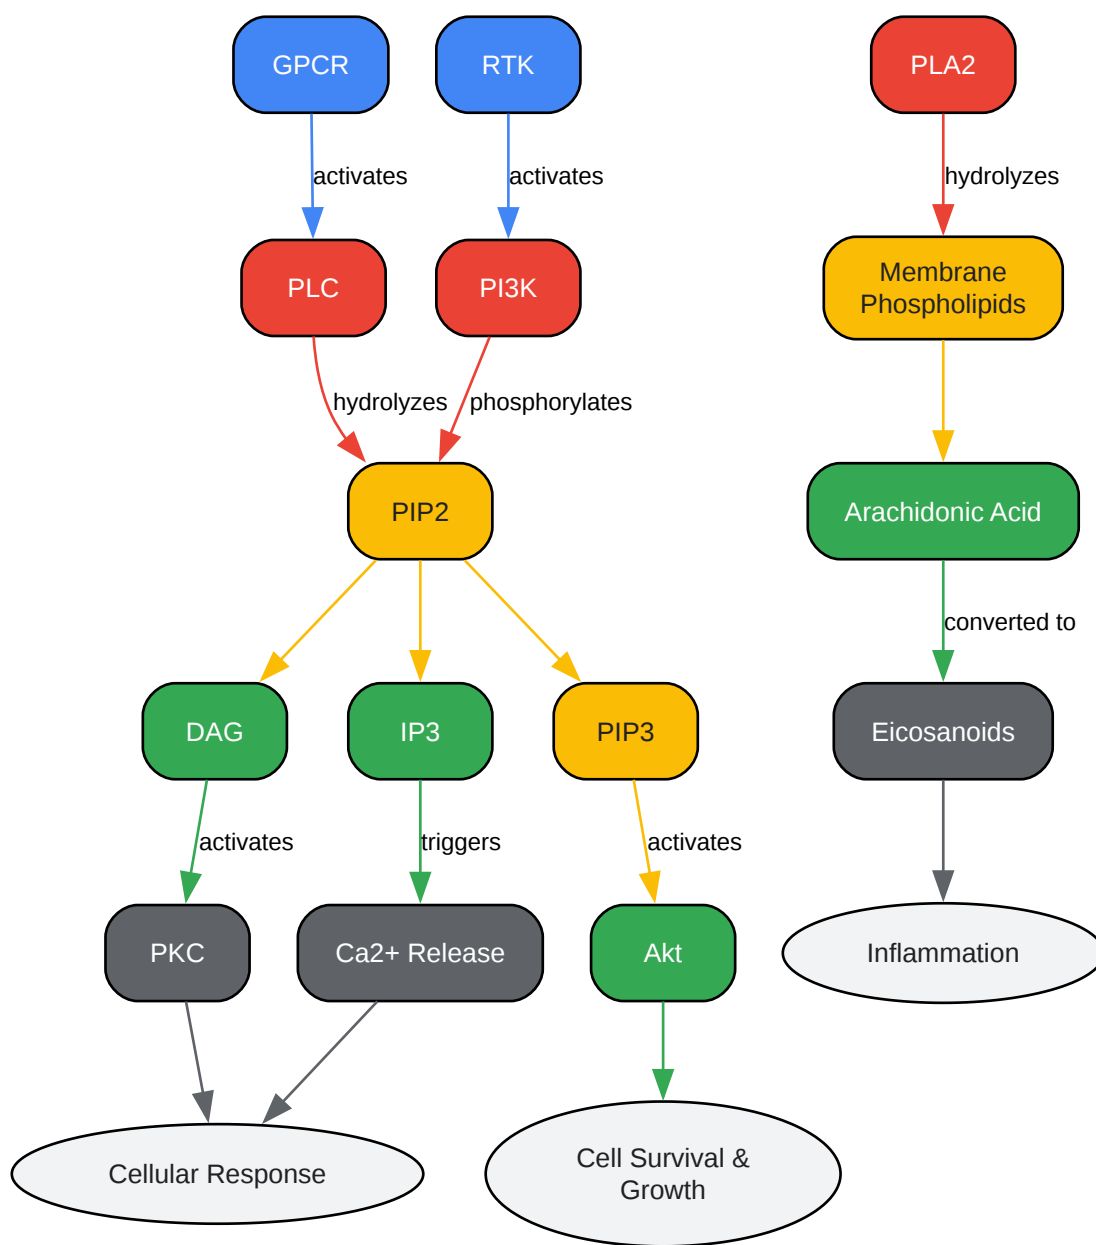 GPCR
RTK
PLA2
activates
activates
hydrolyzes
PLC
PI3K
Membrane
Phospholipids
hydrolyzes
phosphorylates
PIP2
Arachidonic Acid
converted to
DAG
IP3
PIP3
Eicosanoids
activates
triggers
activates
PKC
Ca2+ Release
Akt
Inflammation
Cellular Response
Cell Survival &
Growth